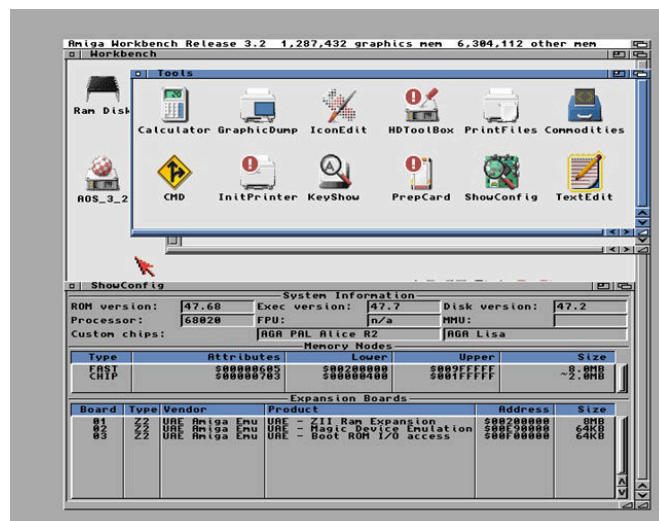 Amiga Workbench Release 3.2 1,287,432 graphics mem 6,304,112 other mem
Workbench
Tools
Ram Disk
Calculator GraphicDump IconEdit HDToolBox PrintFiles Commodities
AOS_3_2
CMD InitPrinter KeyShow PrepCard ShowConfig TextEdit
ShowConfig
System Information
ROM version: 47.68 Exec version: 47.7 Disk version: 47.2
Processor: 68020 FPU: n/a MMU:
Custom chips: AGA PAL Alice R2 AGA Lisa
Memory Nodes
Type Attributes Lower Upper Size
FAST $00000605 $00200000 $009FFFFF 8.0MB
CHIP $00000703 $00000400 $001FFFFF ~2.0MB
Expansion Boards
Board Type Vendor Product Address Size
01 Z2 UAE Amiga Emu UAE - ZII Ram Expansion $00200000 8MB
02 Z2 UAE Amiga Emu UAE - Magic Device Emulation $00E90000 64KB
03 Z2 UAE Amiga Emu UAE - Boot ROM I/O access $00F00000 64KB